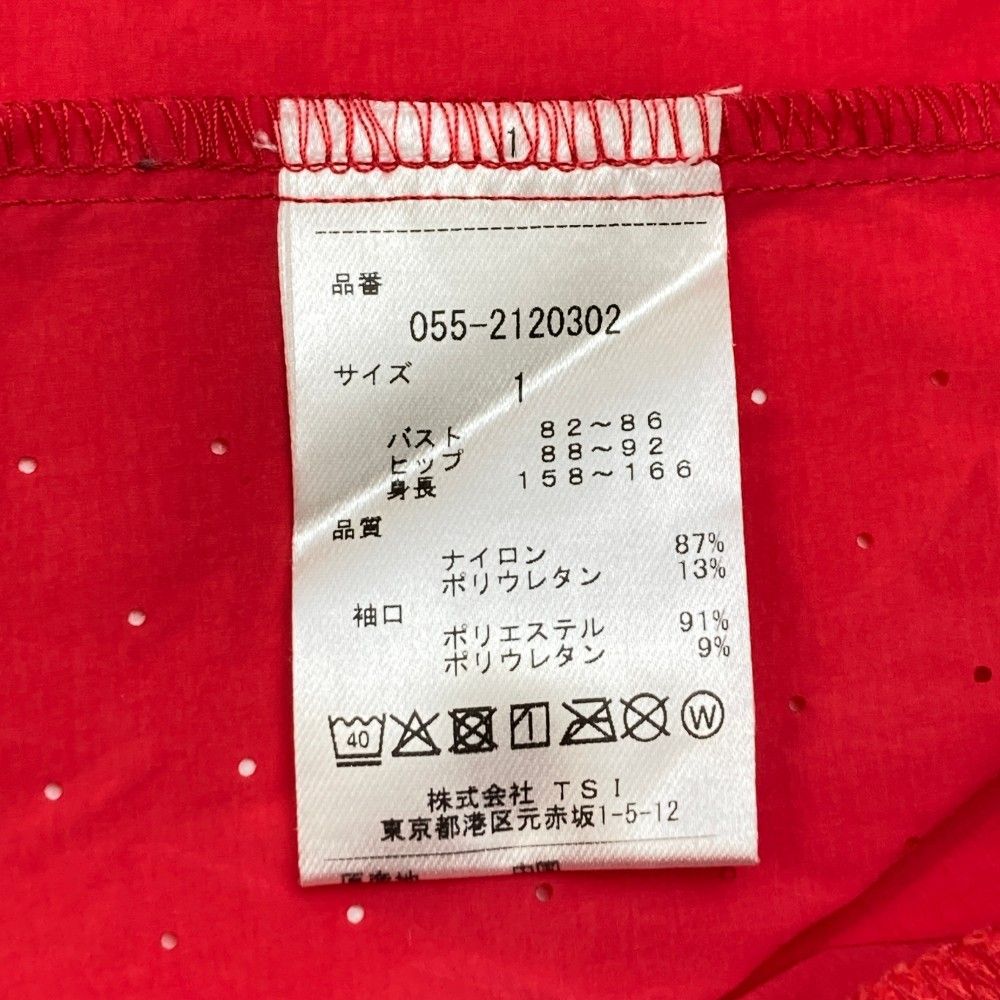 1
品番
055-2120302
サイズ 1
バスト 82~86
ヒップ 88~92
身長 158~166
品質
ナイロン 87%
ポリウレタン 13%
袖口
ポリエステル 91%
ポリウレタン 9%
40 W
株式会社 TSI
東京都港区元赤坂1-5-12